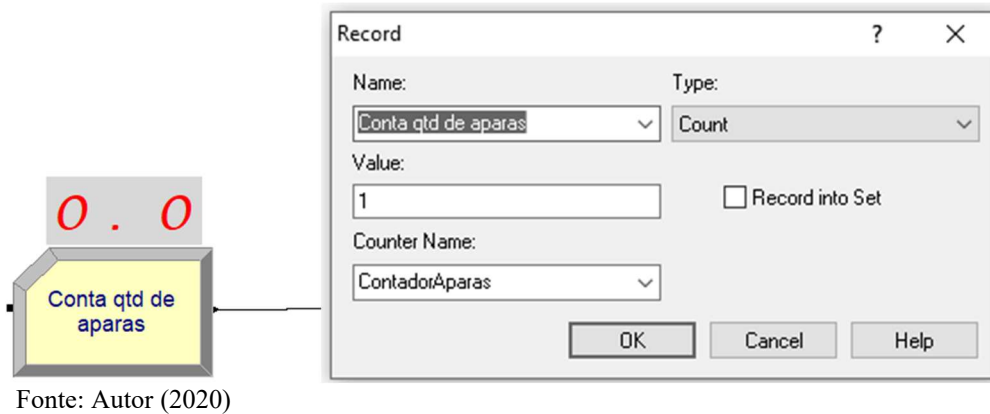 Record ? X
Name: Type:
Conta qtd de aparas Count
Value:
1 Record into Set
Counter Name:
ContadorAparas
OK Cancel Help
0 . 0
Conta qtd de
aparas
Fonte: Autor (2020)